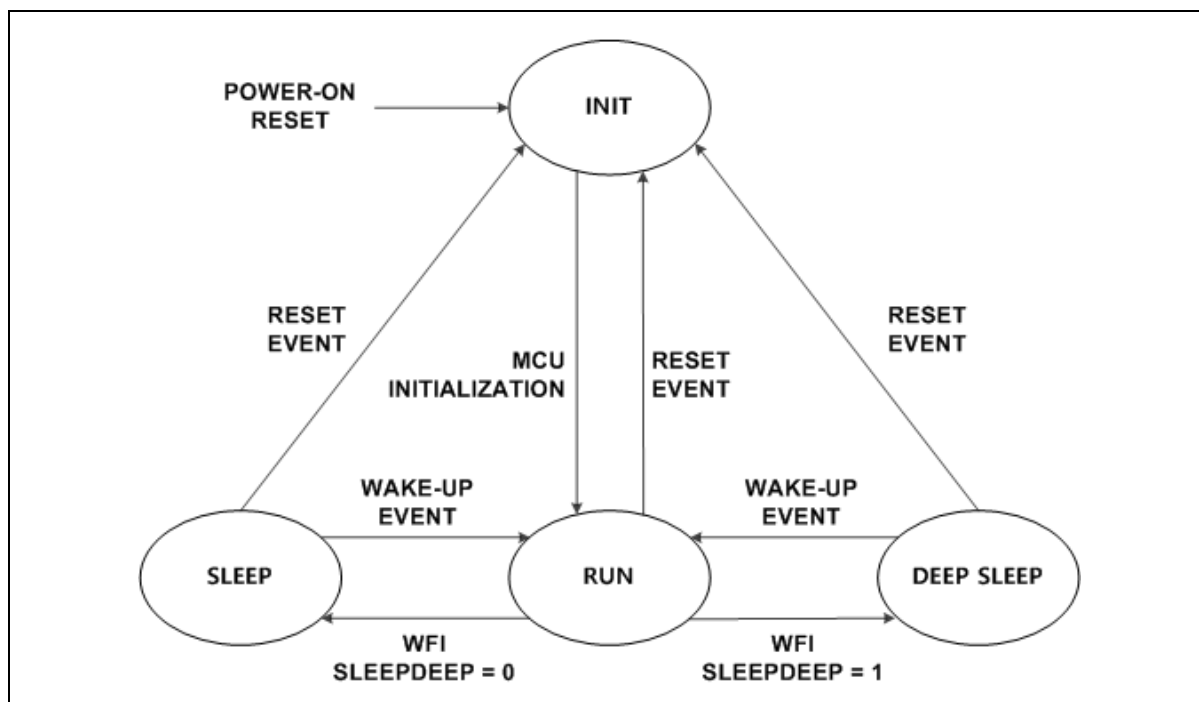 POWER-ON
RESET
INIT
RESET
EVENT
MCU
INITIALIZATION
RESET
EVENT
RESET
EVENT
WAKE-UP
EVENT
WAKE-UP
EVENT
SLEEP
RUN
DEEP SLEEP
WFI
SLEEPDEEP = 0
WFI
SLEEPDEEP = 1